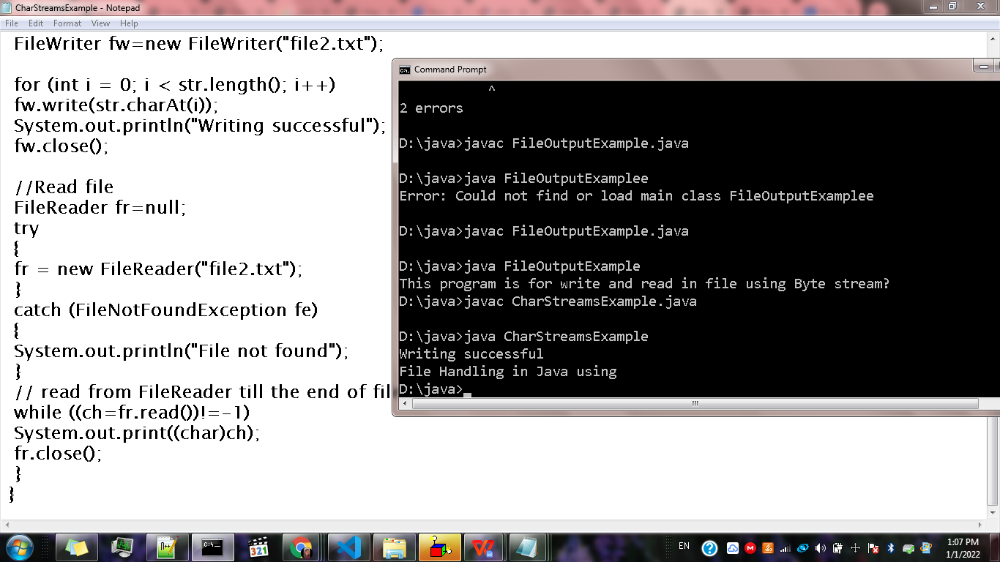 CharStreamsExample - Notepad
File Edit Format View Help
FileWriter fw=new FileWriter("file2.txt");
for (int i = 0; i < str.length(); i++)
fw.write(str.charAt(i));
System.out.println("Writing successful");
fw.close();
//Read file
FileReader fr=null;
try
{
fr = new FileReader("file2.txt");
}
catch (FileNotFoundException fe)
{
System.out.println("File not found");
}
// read from FileReader till the end of fil
while ((ch=fr.read())!=-1)
System.out.print((char)ch);
fr.close();
}
}
Command Prompt
^
2 errors
D:\java>javac FileOutputExample.java
D:\java>java FileOutputExamplee
Error: Could not find or load main class FileOutputExamplee
D:\java>javac FileOutputExample.java
D:\java>java FileOutputExample
This program is for write and read in file using Byte stream?
D:\java>javac CharStreamsExample.java
D:\java>java CharStreamsExample
Writing successful
File Handling in Java using
D:\java>_
321
EN
1:07 PM
1/1/2022